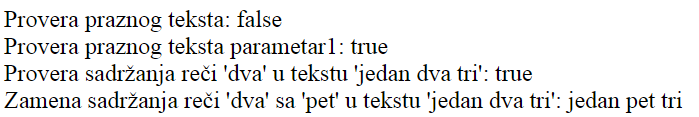 Provera praznog teksta: false
Provera praznog teksta parametar1: true
Provera sadržanja reči 'dva' u tekstu 'jedan dva tri': true
Zamena sadržanja reči 'dva' sa 'pet' u tekstu 'jedan dva tri': jedan pet tri